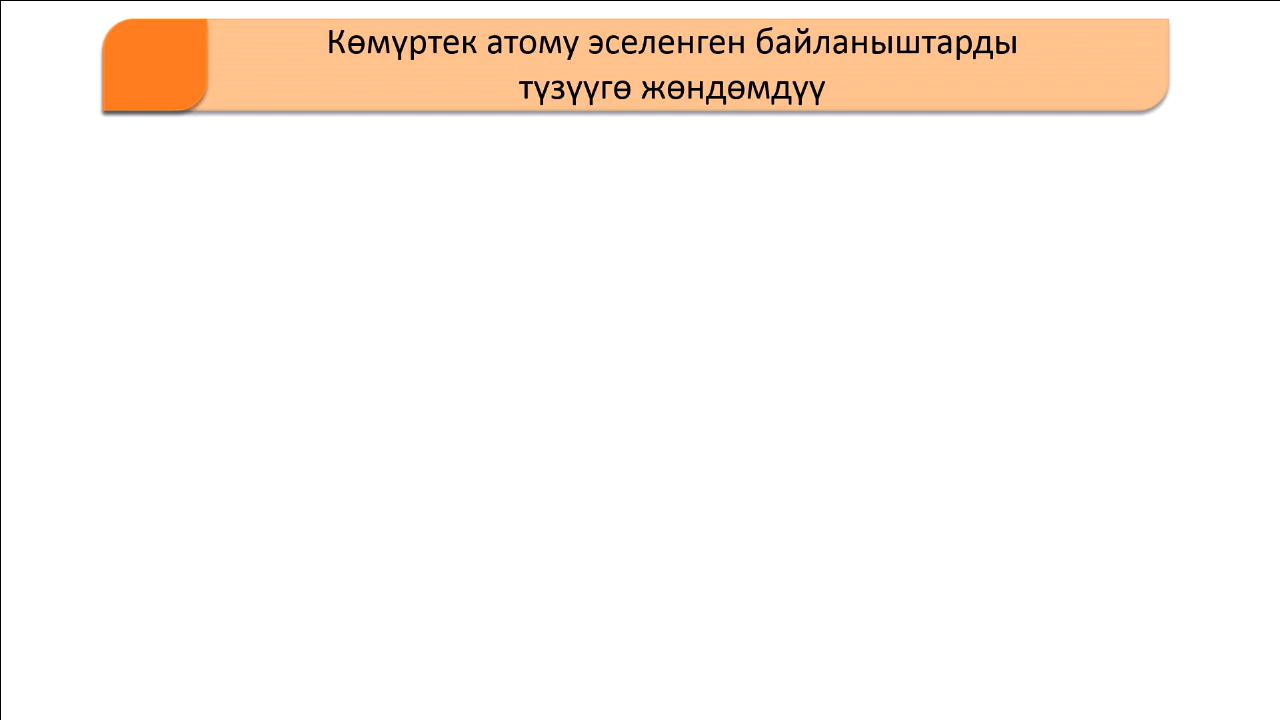 Көмүртек атому эселенген байланыштарды
түзүүгө жөндөмдүү